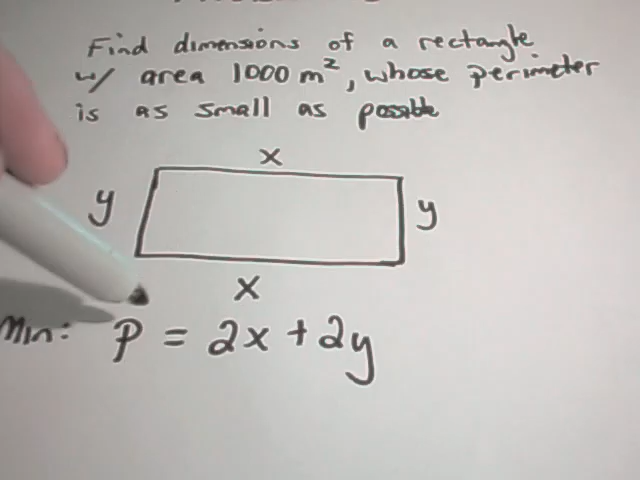 Find dimensions of a rectangle
w/ area 1000 m², whose perimeter
is as small as possible
x
y
y
x
Min: P = 2x + 2y